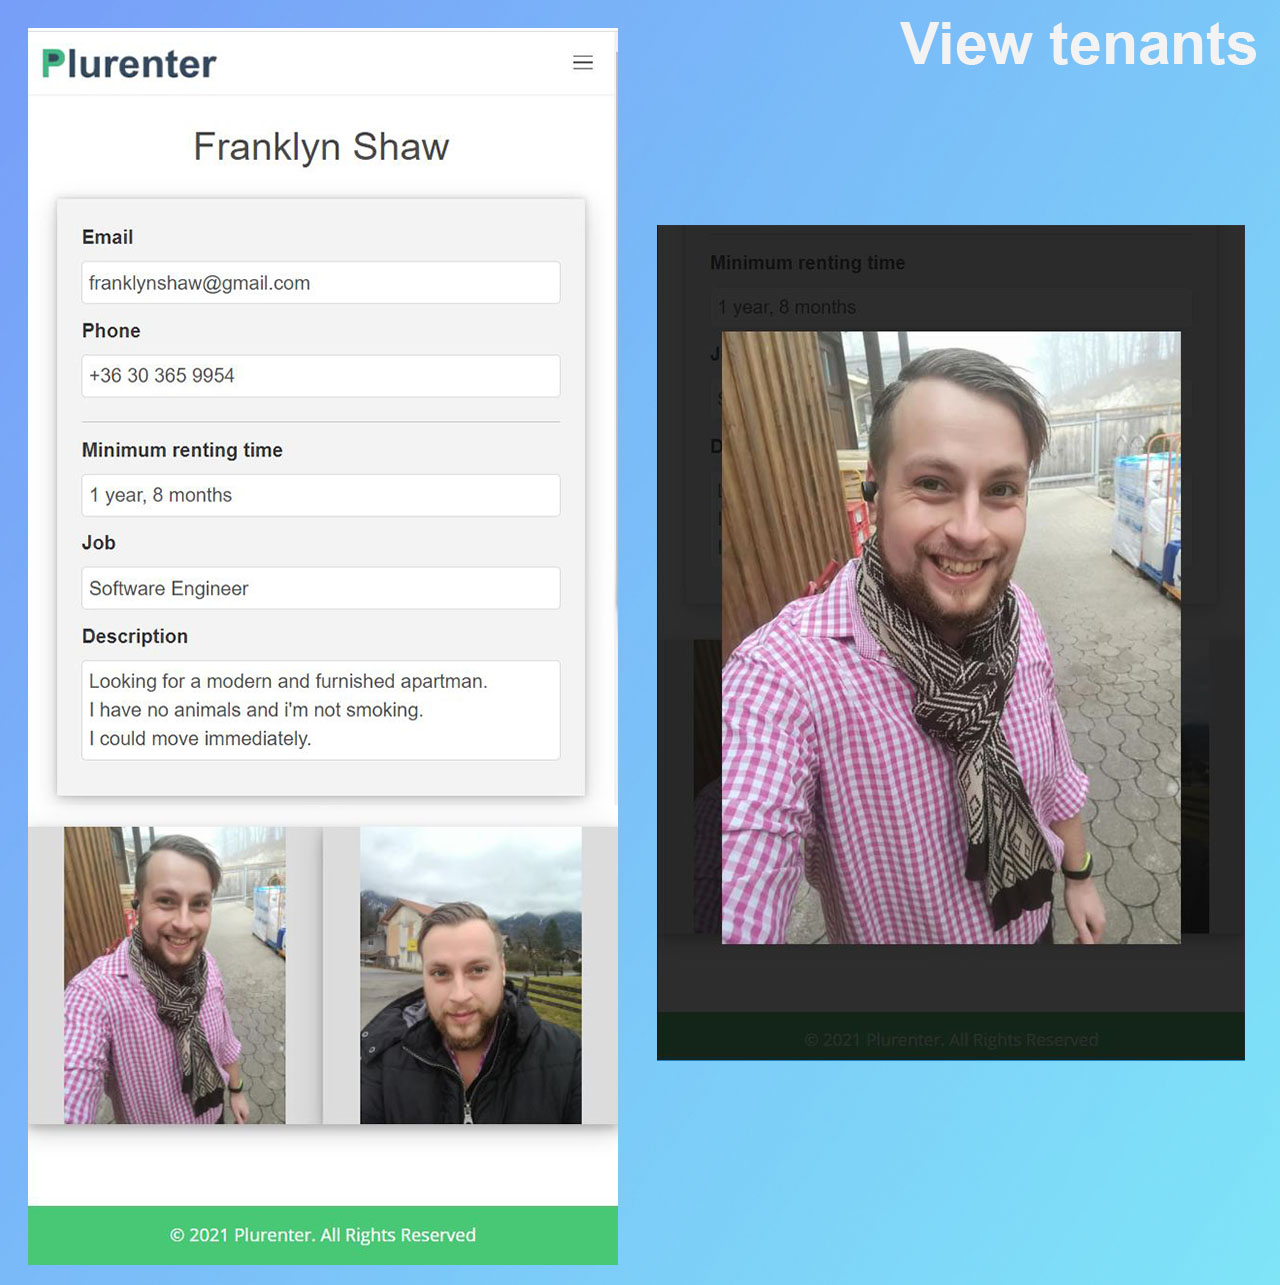 View tenants
Plurenter
Franklyn Shaw
Email
franklynshaw@gmail.com
Phone
+36 30 365 9954
Minimum renting time
1 year, 8 months
Job
Software Engineer
Description
Looking for a modern and furnished apartman.
I have no animals and i'm not smoking.
I could move immediately.
© 2021 Plurenter. All Rights Reserved
Minimum renting time
1 year, 8 months
J
S
D
© 2021 Plurenter. All Rights Reserved